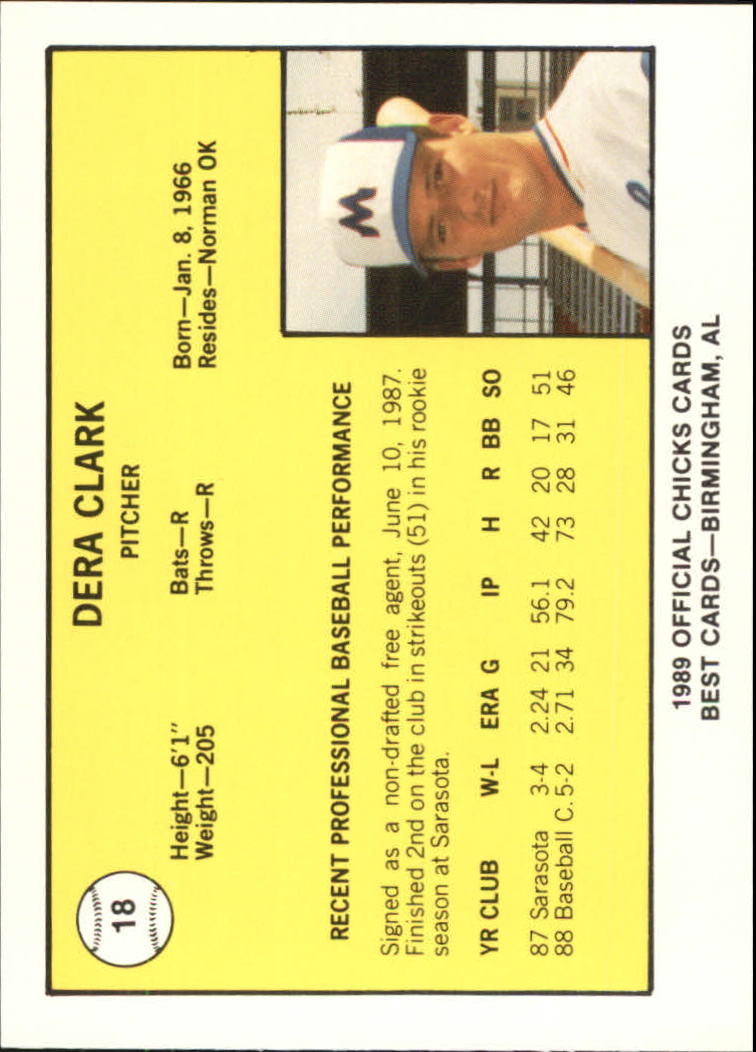 18
DERA CLARK
PITCHER
Height—6'1" Bats—R Born—Jan. 8, 1966
Weight—205 Throws—R Resides—Norman OK
RECENT PROFESSIONAL BASEBALL PERFORMANCE
Signed as a non-drafted free agent, June 10, 1987.
Finished 2nd on the club in strikeouts (51) in his rookie
season at Sarasota.
YR CLUB W-L ERA G IP H R BB SO
87 Sarasota 3-4 2.24 21 56.1 42 20 17 51
88 Baseball C. 5-2 2.71 34 79.2 73 28 31 46
M
1989 OFFICIAL CHICKS CARDS
BEST CARDS—BIRMINGHAM, AL